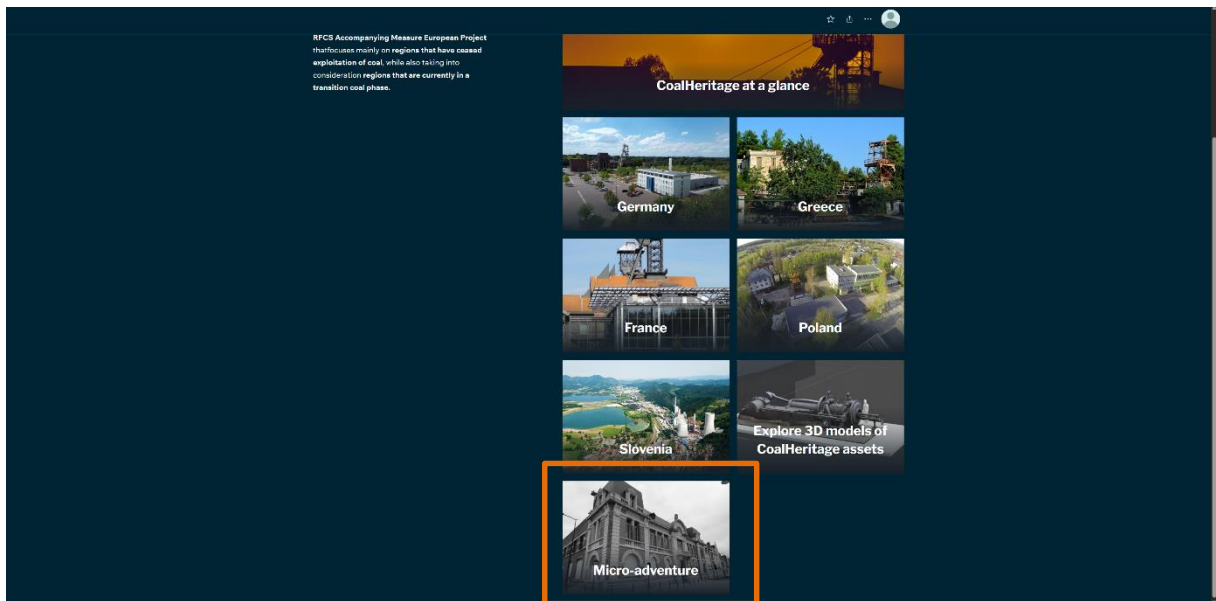 RFCS Accompanying Measure European Project
thatfocuses mainly on regions that have ceased
exploitation of coal, while also taking into
consideration regions that are currently in a
transition coal phase.
CoalHeritage at a glance
Germany
Greece
France
Poland
Slovenia
Explore 3D models of
CoalHeritage assets
Micro-adventure